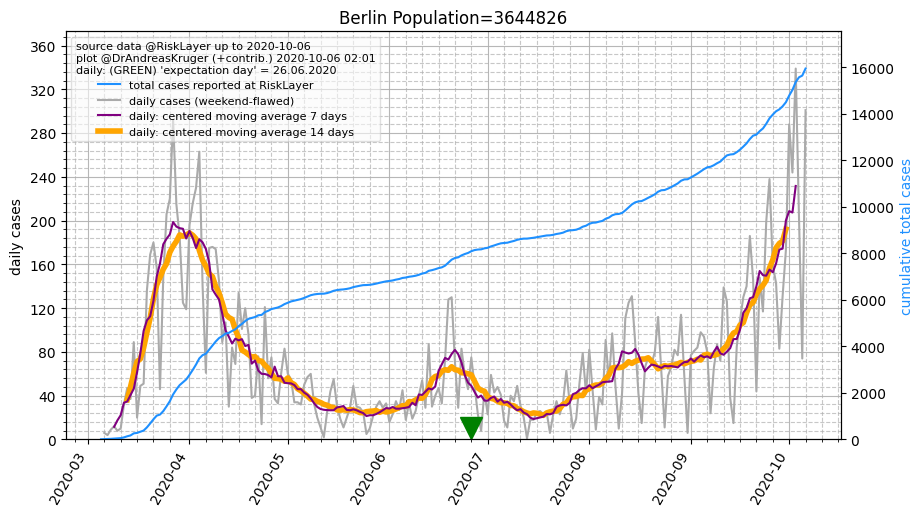 Berlin Population=3644826
source data @RiskLayer up to 2020-10-06
plot @DrAndreasKruger (+contrib.) 2020-10-06 02:01
daily: (GREEN) 'expectation day' = 26.06.2020
total cases reported at RiskLayer
daily cases (weekend-flawed)
daily: centered moving average 7 days
daily: centered moving average 14 days
daily cases
360
320
280
240
200
160
120
80
40
0
cumulative total cases
16000
14000
12000
10000
8000
6000
4000
2000
0
2020-03
2020-04
2020-05
2020-06
2020-07
2020-08
2020-09
2020-10